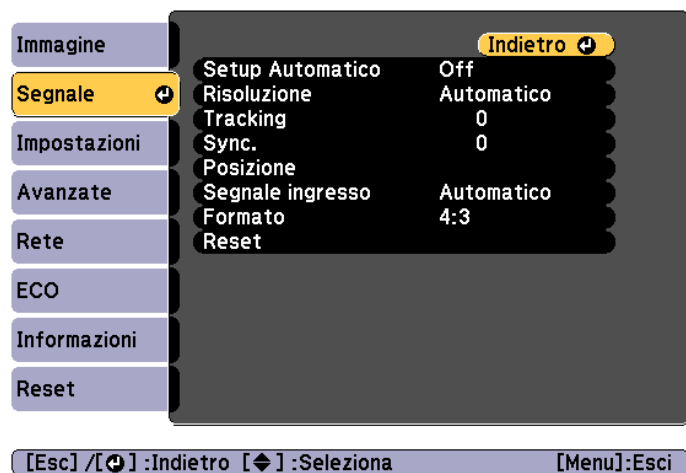 Immagine
Segnale
Impostazioni
Avanzate
Rete
ECO
Informazioni
Reset
Indietro
Setup Automatico Off
Risoluzione Automatico
Tracking 0
Sync. 0
Posizione
Segnale ingresso Automatico
Formato 4:3
Reset
[Esc] /[ ] :Indietro [ ] :Seleziona [Menu]:Esci